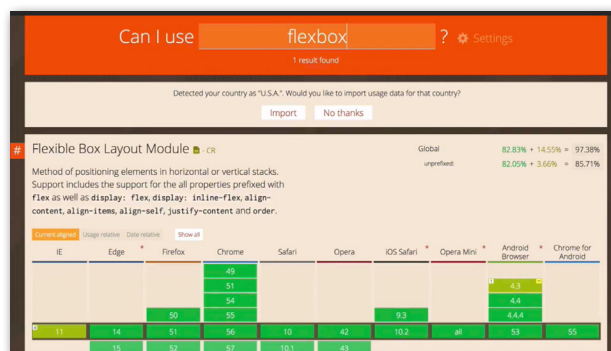 Can I use flexbox ? Settings
1 result found
Detected your country as "U.S.A.". Would you like to import usage data for that country?
Import No thanks
# Flexible Box Layout Module - CR
Global 82.83% + 14.55% = 97.38%
unprefixed: 82.05% + 3.66% = 85.71%
Method of positioning elements in horizontal or vertical stacks.
Support includes the support for the all properties prefixed with
flex as well as display: flex, display: inline-flex, align-
content, align-items, align-self, justify-content and order.
Current aligned Usage relative Date relative Show all
IE Edge * Firefox Chrome Safari Opera iOS Safari * Opera Mini * Android Browser * Chrome for Android
49
51 4.3
54 4.4
50 55 9.3 4.4.4
11 14 51 56 10 42 10.2 all 53 55
15 52 57 10.1 43